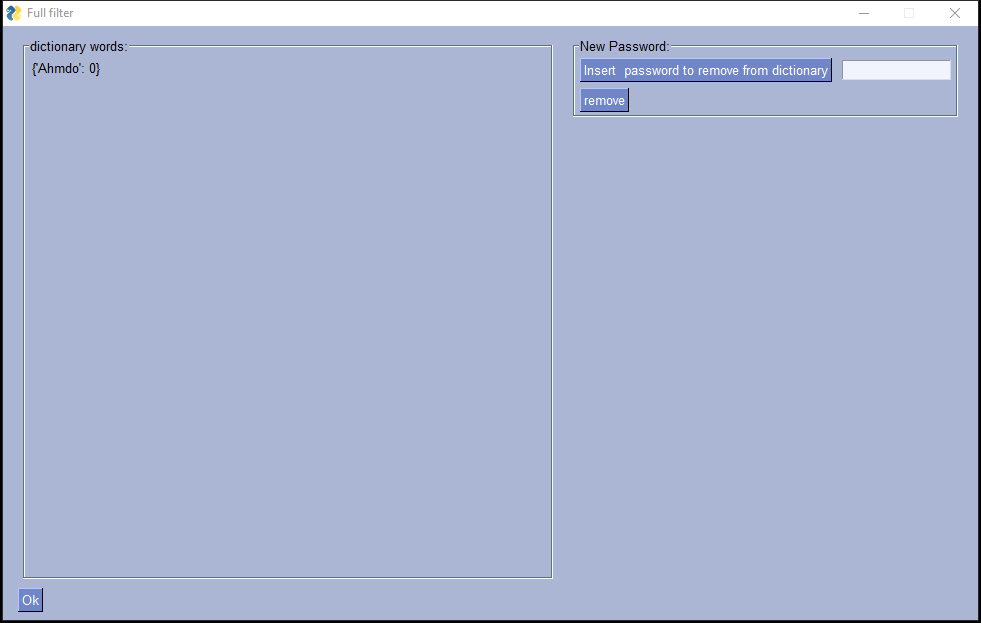 Full filter
dictionary words:
{'Ahmdo': 0}
New Password:
Insert  password to remove from dictionary
remove
Ok